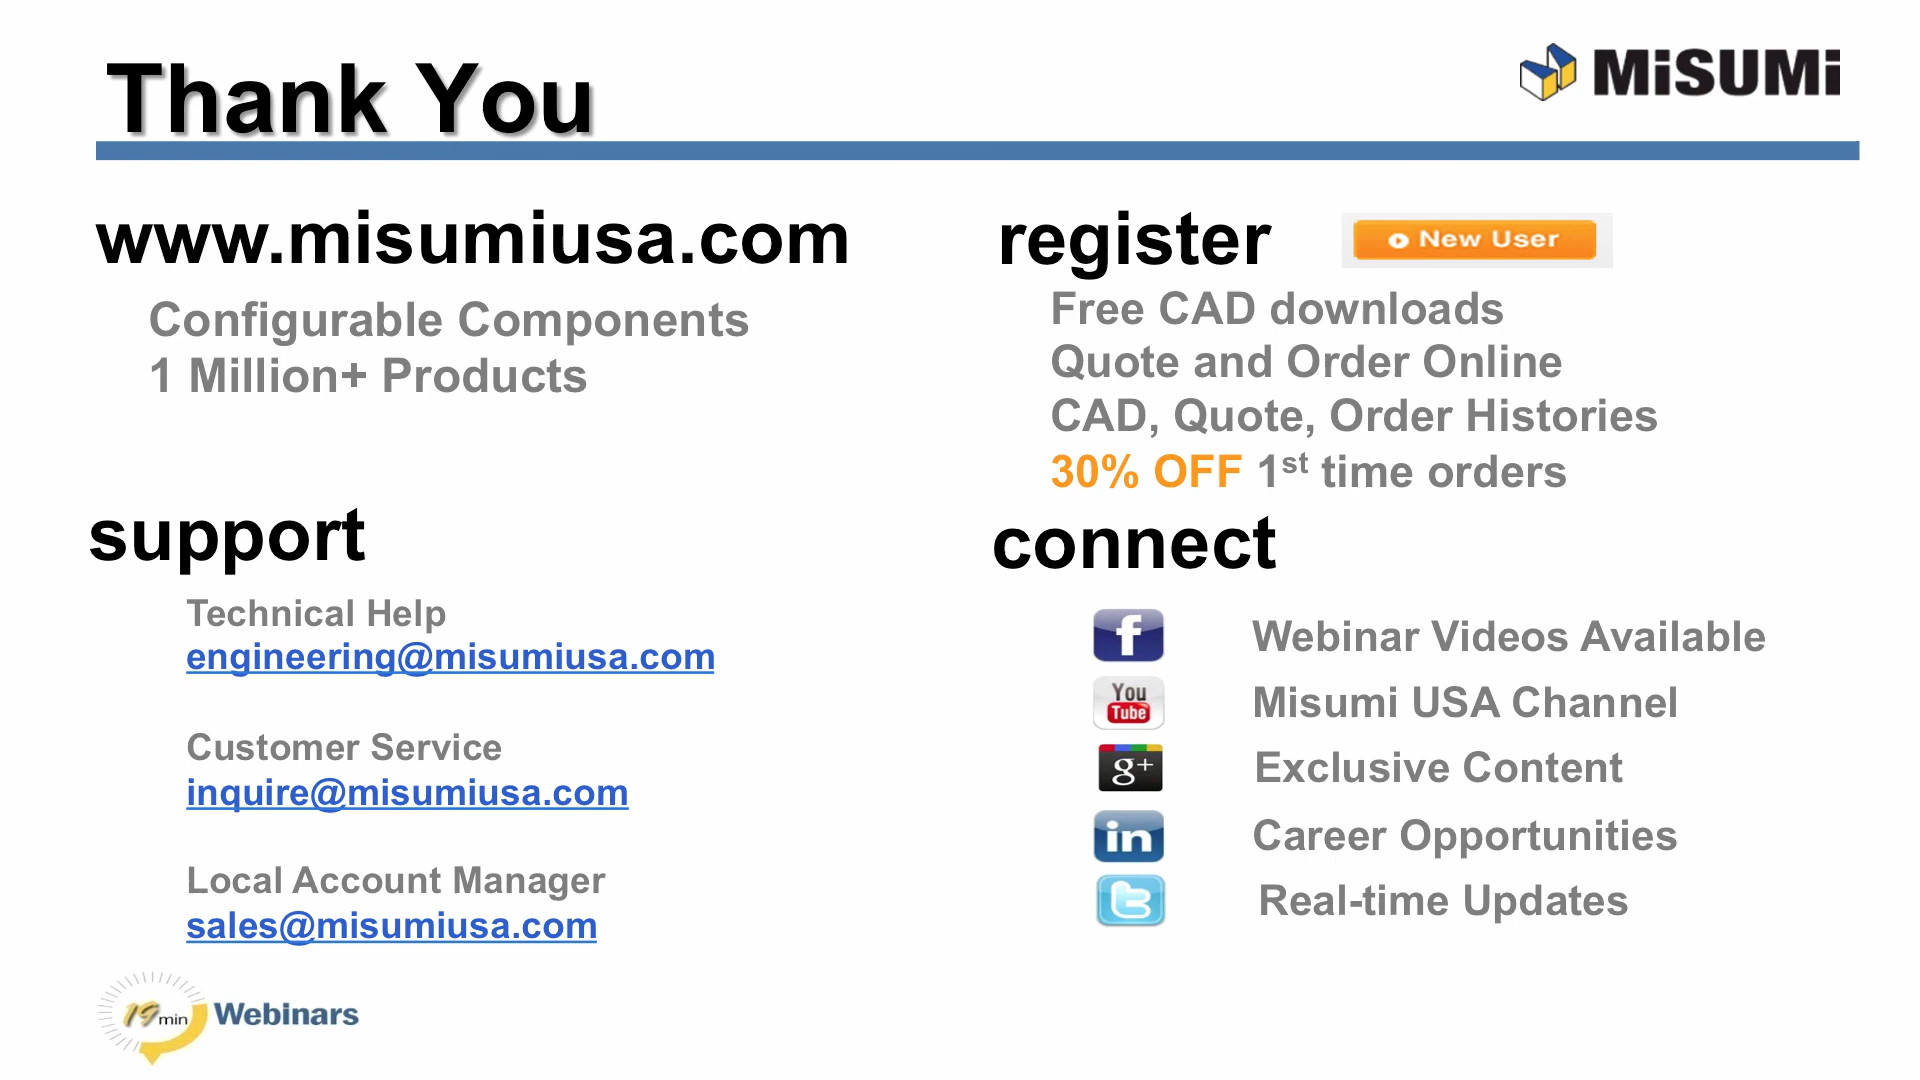 Thank You
MiSUMi
www.misumiusa.com
Configurable Components
1 Million+ Products
register
New User
Free CAD downloads
Quote and Order Online
CAD, Quote, Order Histories
30% OFF 1st time orders
support
Technical Help
engineering@misumiusa.com
Customer Service
inquire@misumiusa.com
Local Account Manager
sales@misumiusa.com
connect
f Webinar Videos Available
You
Tube Misumi USA Channel
g+ Exclusive Content
in Career Opportunities
t Real-time Updates
19 min Webinars